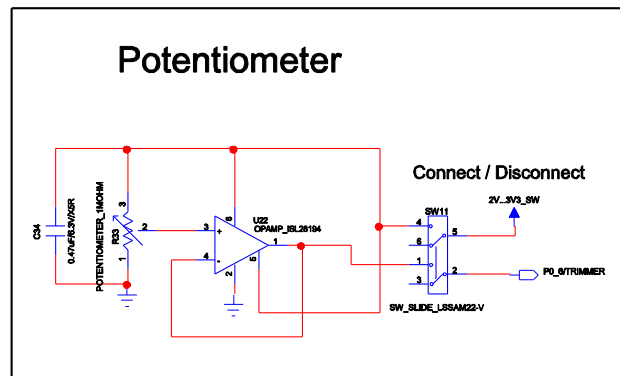 Potentiometer
Connect / Disconnect
2V...3V3_SW
U22
OPAMP_ISL28194
SW11
C34
0.47uF/6.3V/X5R
POTENTIOMETER_1MOHM
R33
3
2
1
3
+
4
-
6
2
5
1
4
6
1
3
5
2
P0_6/TRIMMER
SW_SLIDE_LSSAM22-V